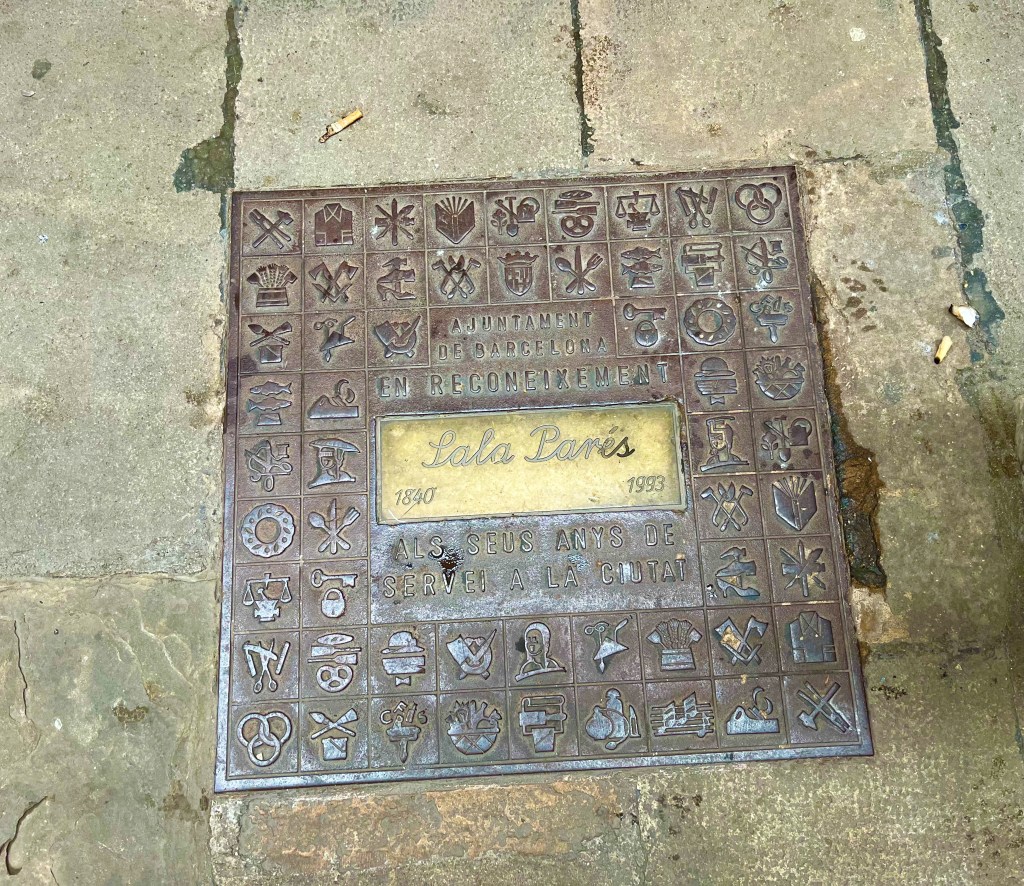 AJUNTAMENT
DE BARCELONA
EN RECONEIXEMENT
Sala Parés
1840 1993
ALS SEUS ANYS DE
SERVEI A LA CIUTAT